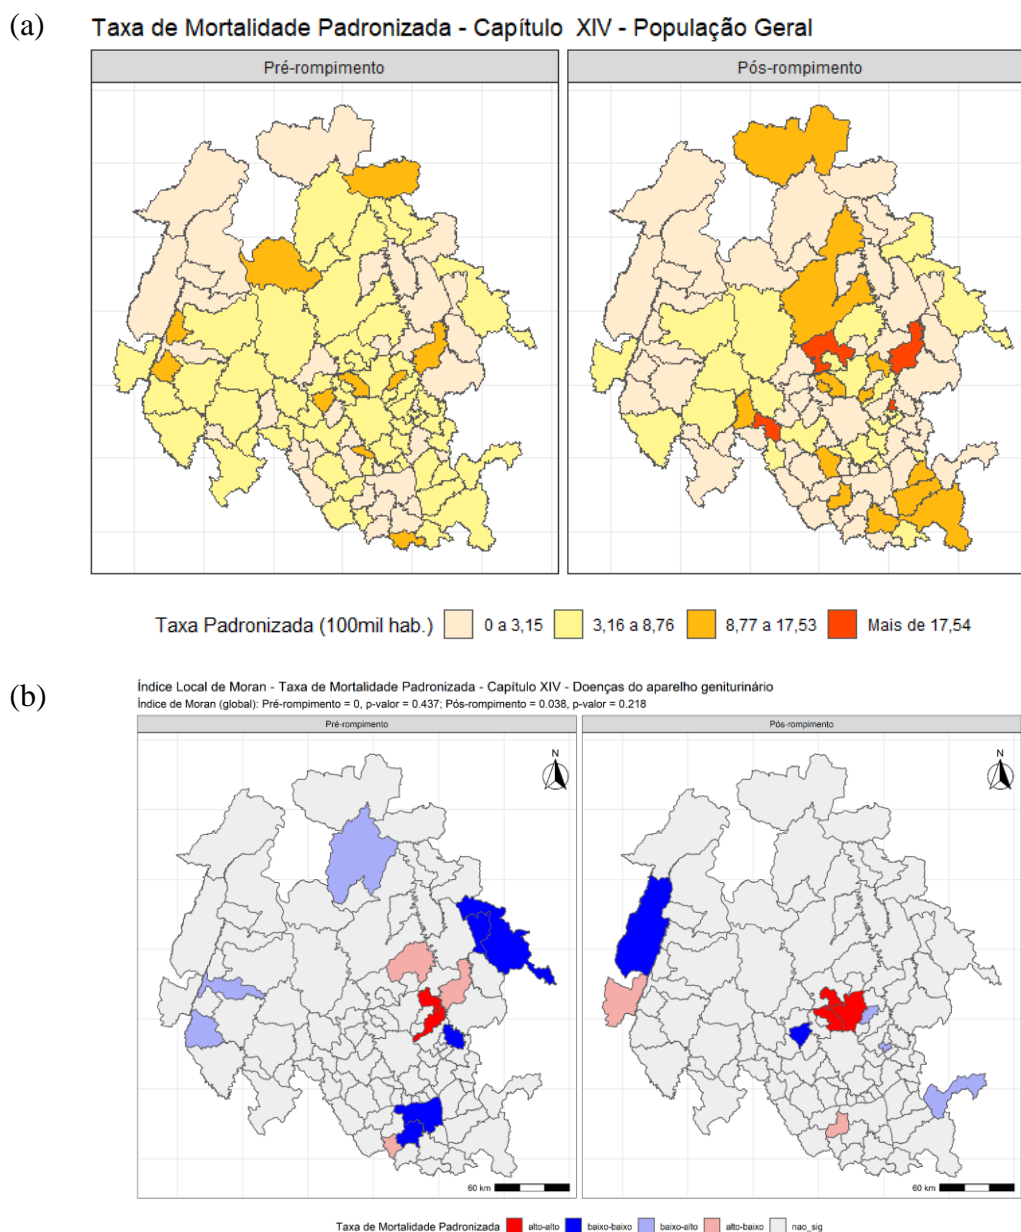 (a)
Taxa de Mortalidade Padronizada - Capítulo XIV - População Geral
Pré-rompimento
Pós-rompimento
Taxa Padronizada (100mil hab.) 0 a 3,15 3,16 a 8,76 8,77 a 17,53 Mais de 17,54
(b)
Índice Local de Moran - Taxa de Mortalidade Padronizada - Capítulo XIV - Doenças do aparelho geniturinário
Índice de Moran (global): Pré-rompimento = 0, p-valor = 0.437; Pós-rompimento = 0.038, p-valor = 0.218
Pré-rompimento
Pós-rompimento
N
N
60 km
60 km
Taxa de Mortalidade Padronizada alto-alto baixo-baixo baixo-alto alto-baixo nao_sig